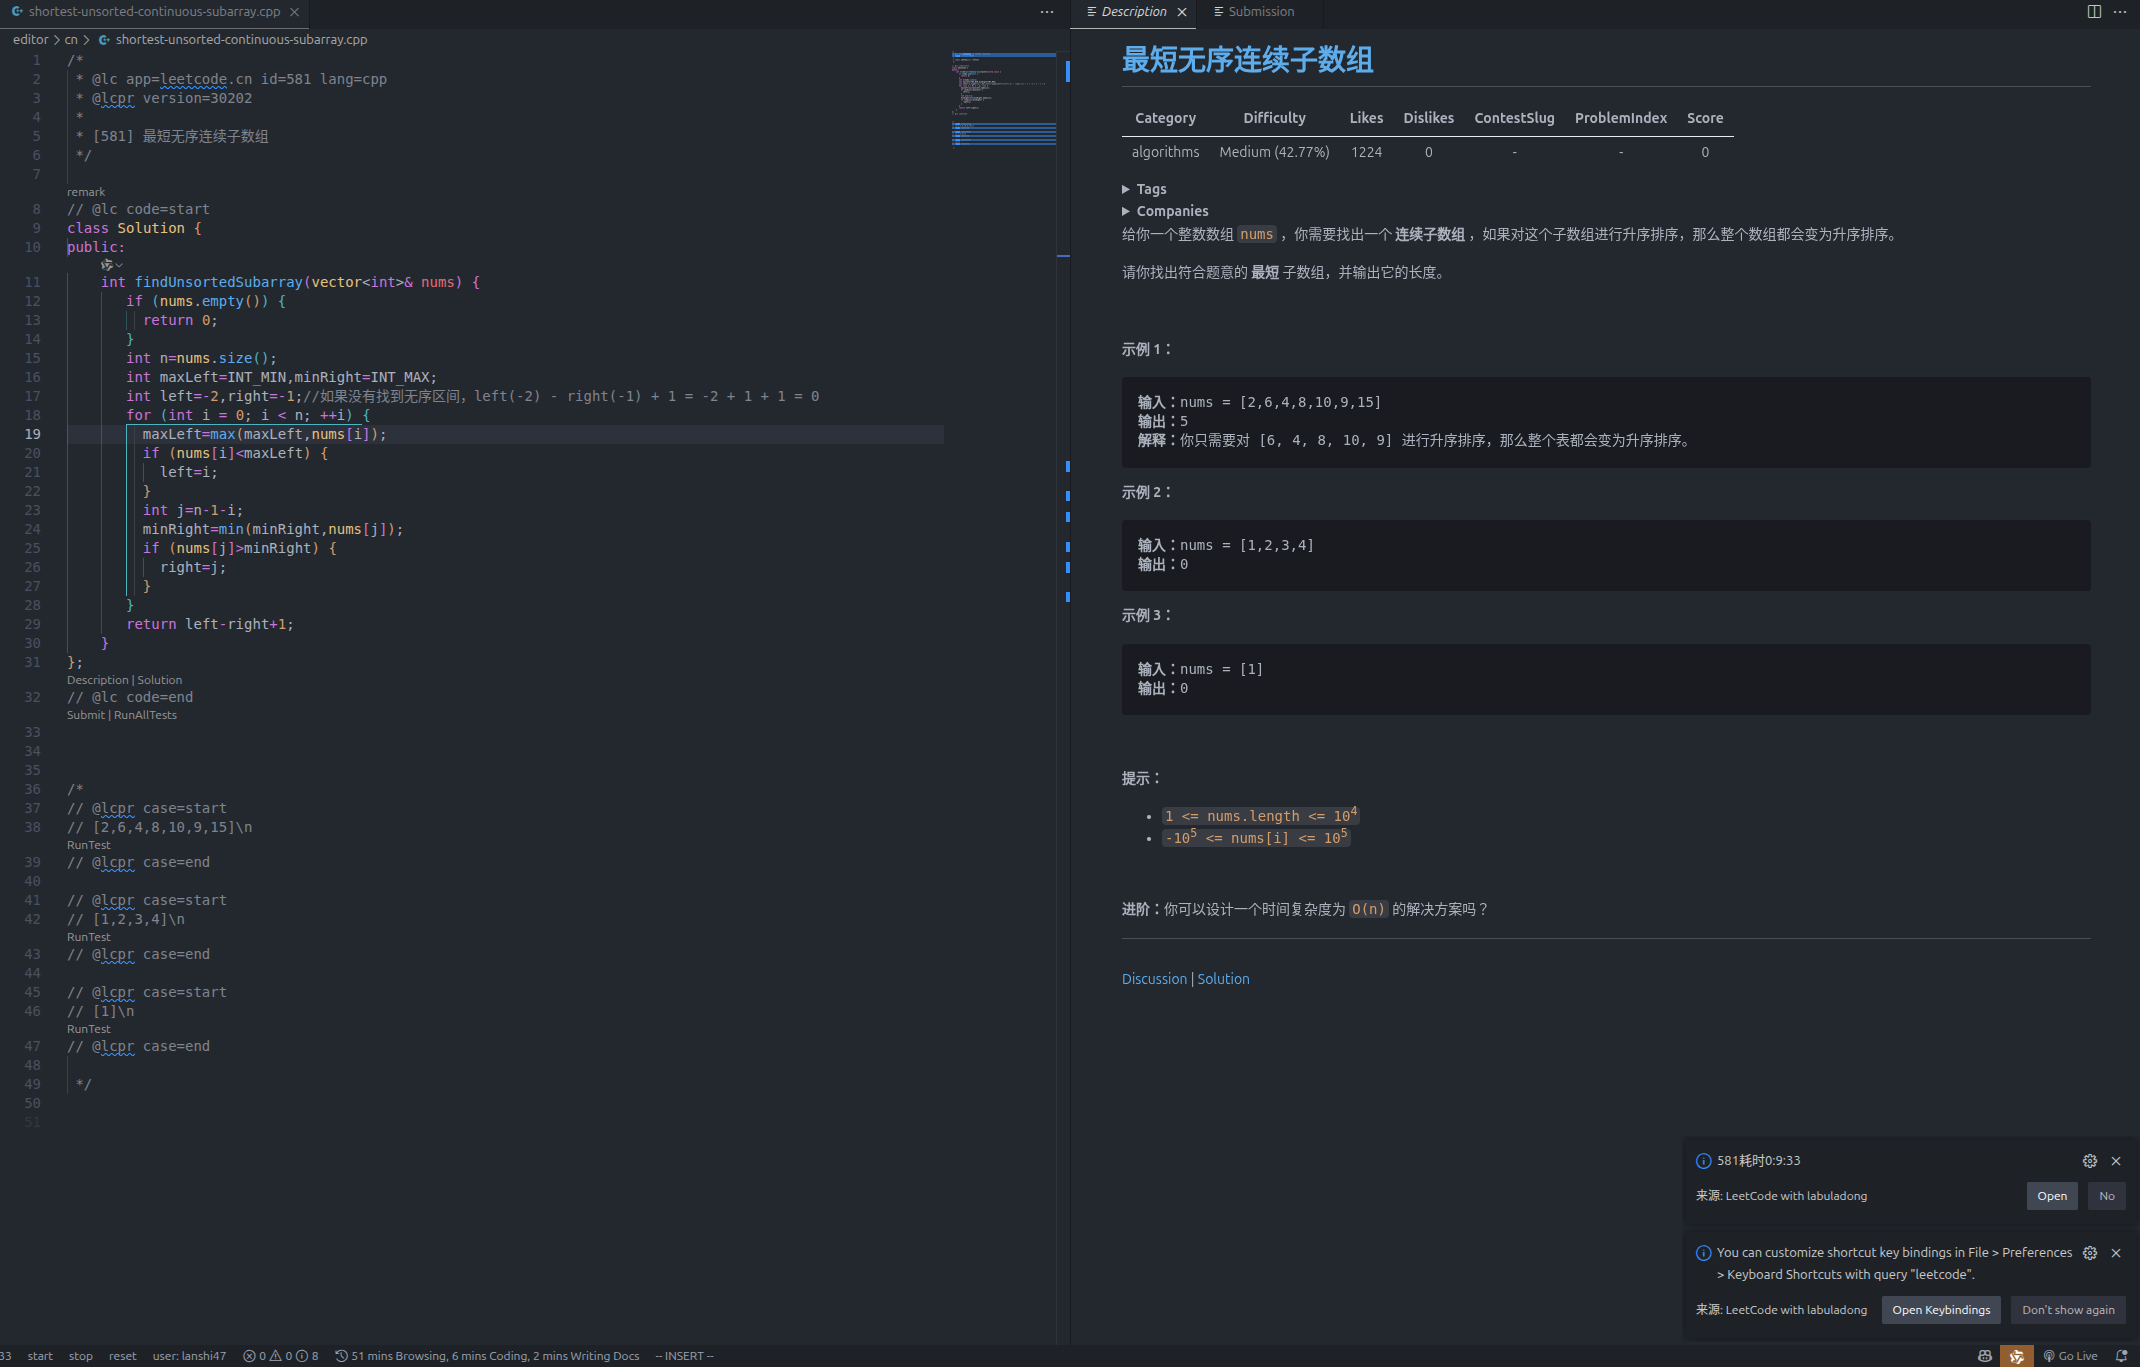 shortest-unsorted-continuous-subarray.cpp
editor > cn > shortest-unsorted-continuous-subarray.cpp
1 /*
2 * @lc app=leetcode.cn id=581 lang=cpp
3 * @lcpr version=30202
4 *
5 * [581] 最短无序连续子数组
6 */
7
remark
8 // @lc code=start
9 class Solution {
10 public:
11 int findUnsortedSubarray(vector<int>& nums) {
12 if (nums.empty()) {
13 return 0;
14 }
15 int n=nums.size();
16 int maxLeft=INT_MIN,minRight=INT_MAX;
17 int left=-2,right=-1;//如果没有找到无序区间，left(-2) - right(-1) + 1 = -2 + 1 + 1 = 0
18 for (int i = 0; i < n; ++i) {
19 maxLeft=max(maxLeft,nums[i]);
20 if (nums[i]<maxLeft) {
21 left=i;
22 }
23 int j=n-1-i;
24 minRight=min(minRight,nums[j]);
25 if (nums[j]>minRight) {
26 right=j;
27 }
28 }
29 return left-right+1;
30 }
31 };
Description | Solution
32 // @lc code=end
Submit | RunAllTests
33
34
35
36 /*
37 // @lcpr case=start
38 // [2,6,4,8,10,9,15]\n
RunTest
39 // @lcpr case=end
40
41 // @lcpr case=start
42 // [1,2,3,4]\n
RunTest
43 // @lcpr case=end
44
45 // @lcpr case=start
46 // [1]\n
RunTest
47 // @lcpr case=end
48
49 */
50
51
Description Submission
最短无序连续子数组
Category Difficulty Likes Dislikes ContestSlug ProblemIndex Score
algorithms Medium (42.77%) 1224 0 - - 0
Tags
Companies
给你一个整数数组 nums ，你需要找出一个 连续子数组 ，如果对这个子数组进行升序排序，那么整个数组都会变为升序排序。
请你找出符合题意的 最短 子数组，并输出它的长度。
示例 1：
输入：nums = [2,6,4,8,10,9,15]
输出：5
解释：你只需要对 [6, 4, 8, 10, 9] 进行升序排序，那么整个表都会变为升序排序。
示例 2：
输入：nums = [1,2,3,4]
输出：0
示例 3：
输入：nums = [1]
输出：0
提示：
• 1 <= nums.length <= 10⁴
• -10⁵ <= nums[i] <= 10⁵
进阶：你可以设计一个时间复杂度为 O(n) 的解决方案吗？
Discussion | Solution
581耗时0:9:33
来源: LeetCode with labuladong Open No
You can customize shortcut key bindings in File > Preferences
> Keyboard Shortcuts with query "leetcode".
来源: LeetCode with labuladong Open Keybindings Don't show again
33 start stop reset user: lanshi47 0 0 8 51 mins Browsing, 6 mins Coding, 2 mins Writing Docs -- INSERT -- Go Live